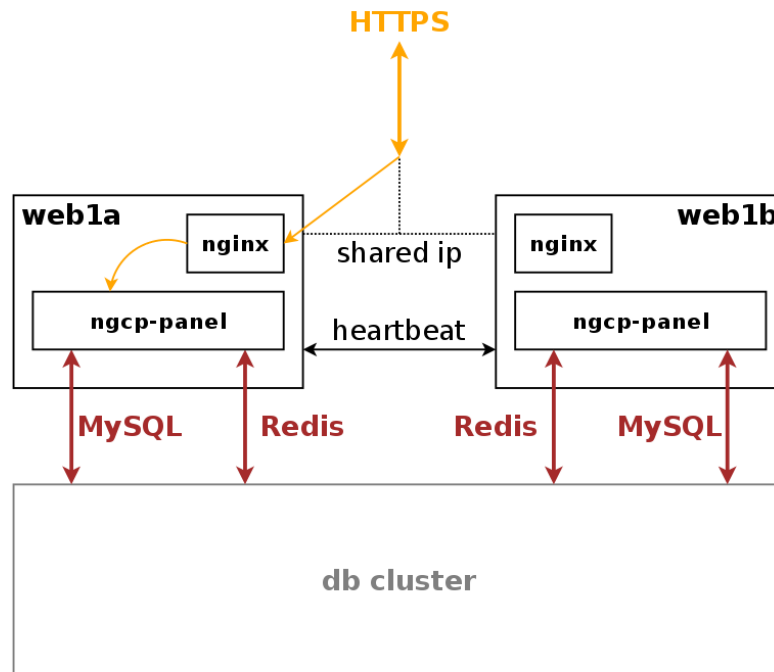 HTTPS
web1a
web1b
nginx
nginx
shared ip
ngcp-panel
ngcp-panel
heartbeat
MySQL
Redis
Redis
MySQL
db cluster